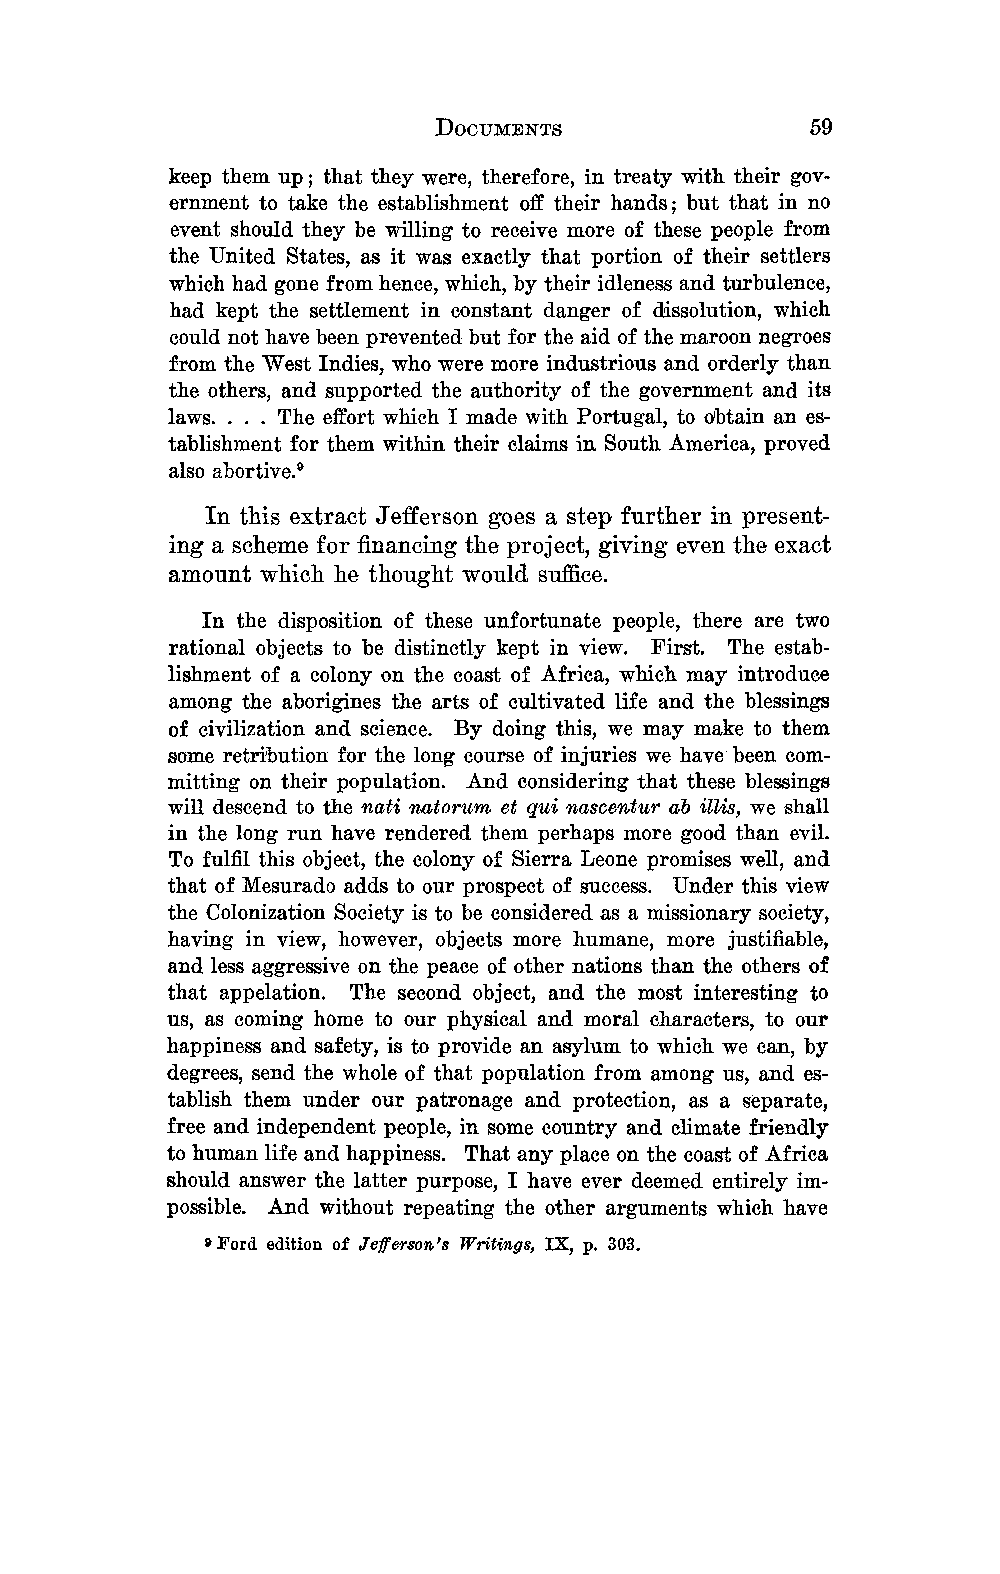 DOCUMENTS 59
keep them up; that they were, therefore, in treaty with their gov-
ernment to take the establishment off their hands; but that in no
event should they be willing to receive more of these people from
the United States, as it was exactly that portion of their settlers
which had gone from hence, which, by their idleness and turbulence,
had kept the settlement in constant danger of dissolution, which
could not have been prevented but for the aid of the maroon negroes
from the West Indies, who were more industrious and orderly than
the others, and supported the authority of the government and its
laws. . . . The effort which I made with Portugal, to obtain an es-
tablishment for them within their claims in South America, proved
also abortive.⁹
In this extract Jefferson goes a step further in present-
ing a scheme for financing the project, giving even the exact
amount which he thought would suffice.
In the disposition of these unfortunate people, there are two
rational objects to be distinctly kept in view. First. The estab-
lishment of a colony on the coast of Africa, which may introduce
among the aborigines the arts of cultivated life and the blessings
of civilization and science. By doing this, we may make to them
some retribution for the long course of injuries we have been com-
mitting on their population. And considering that these blessings
will descend to the nati natorum et qui nascentur ab illis, we shall
in the long run have rendered them perhaps more good than evil.
To fulfil this object, the colony of Sierra Leone promises well, and
that of Mesurado adds to our prospect of success. Under this view
the Colonization Society is to be considered as a missionary society,
having in view, however, objects more humane, more justifiable,
and less aggressive on the peace of other nations than the others of
that appelation. The second object, and the most interesting to
us, as coming home to our physical and moral characters, to our
happiness and safety, is to provide an asylum to which we can, by
degrees, send the whole of that population from among us, and es-
tablish them under our patronage and protection, as a separate,
free and independent people, in some country and climate friendly
to human life and happiness. That any place on the coast of Africa
should answer the latter purpose, I have ever deemed entirely im-
possible. And without repeating the other arguments which have
⁹ Ford edition of Jefferson's Writings, IX, p. 303.